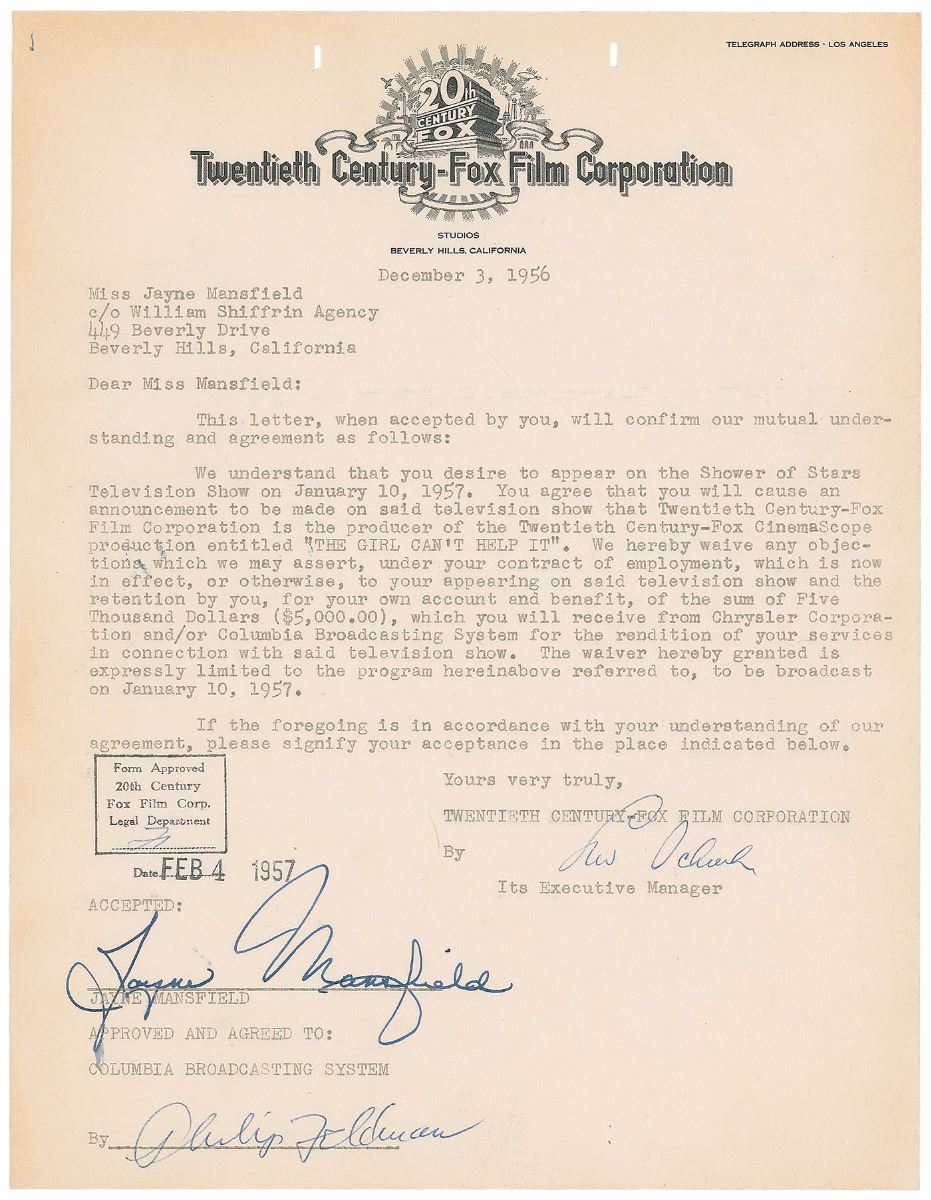 TELEGRAPH ADDRESS · LOS ANGELES
20th
CENTURY
FOX
Twentieth Century-Fox Film Corporation
STUDIOS
BEVERLY HILLS, CALIFORNIA
December 3, 1956
Miss Jayne Mansfield
c/o William Shiffrin Agency
449 Beverly Drive
Beverly Hills, California
Dear Miss Mansfield:
This letter, when accepted by you, will confirm our mutual under-
standing and agreement as follows:
We understand that you desire to appear on the Shower of Stars
Television Show on January 10, 1957. You agree that you will cause an
announcement to be made on said television show that Twentieth Century-Fox
Film Corporation is the producer of the Twentieth Century-Fox CinemaScope
production entitled "THE GIRL CAN'T HELP IT". We hereby waive any objec-
tions, which we may assert, under your contract of employment, which is now
in effect, or otherwise, to your appearing on said television show and the
retention by you, for your own account and benefit, of the sum of Five
Thousand Dollars ($5,000.00), which you will receive from Chrysler Corpora-
tion and/or Columbia Broadcasting System for the rendition of your services
in connection with said television show. The waiver hereby granted is
expressly limited to the program hereinabove referred to, to be broadcast
on January 10, 1957.
If the foregoing is in accordance with your understanding of our
agreement, please signify your acceptance in the place indicated below.
Form Approved
20th Century
Fox Film Corp.
Legal Department
Date FEB 4 1957
Yours very truly,
TWENTIETH CENTURY-FOX FILM CORPORATION
By
Its Executive Manager
ACCEPTED:
Jayne Mansfield
JAYNE MANSFIELD
APPROVED AND AGREED TO:
COLUMBIA BROADCASTING SYSTEM
By Philip Feldman